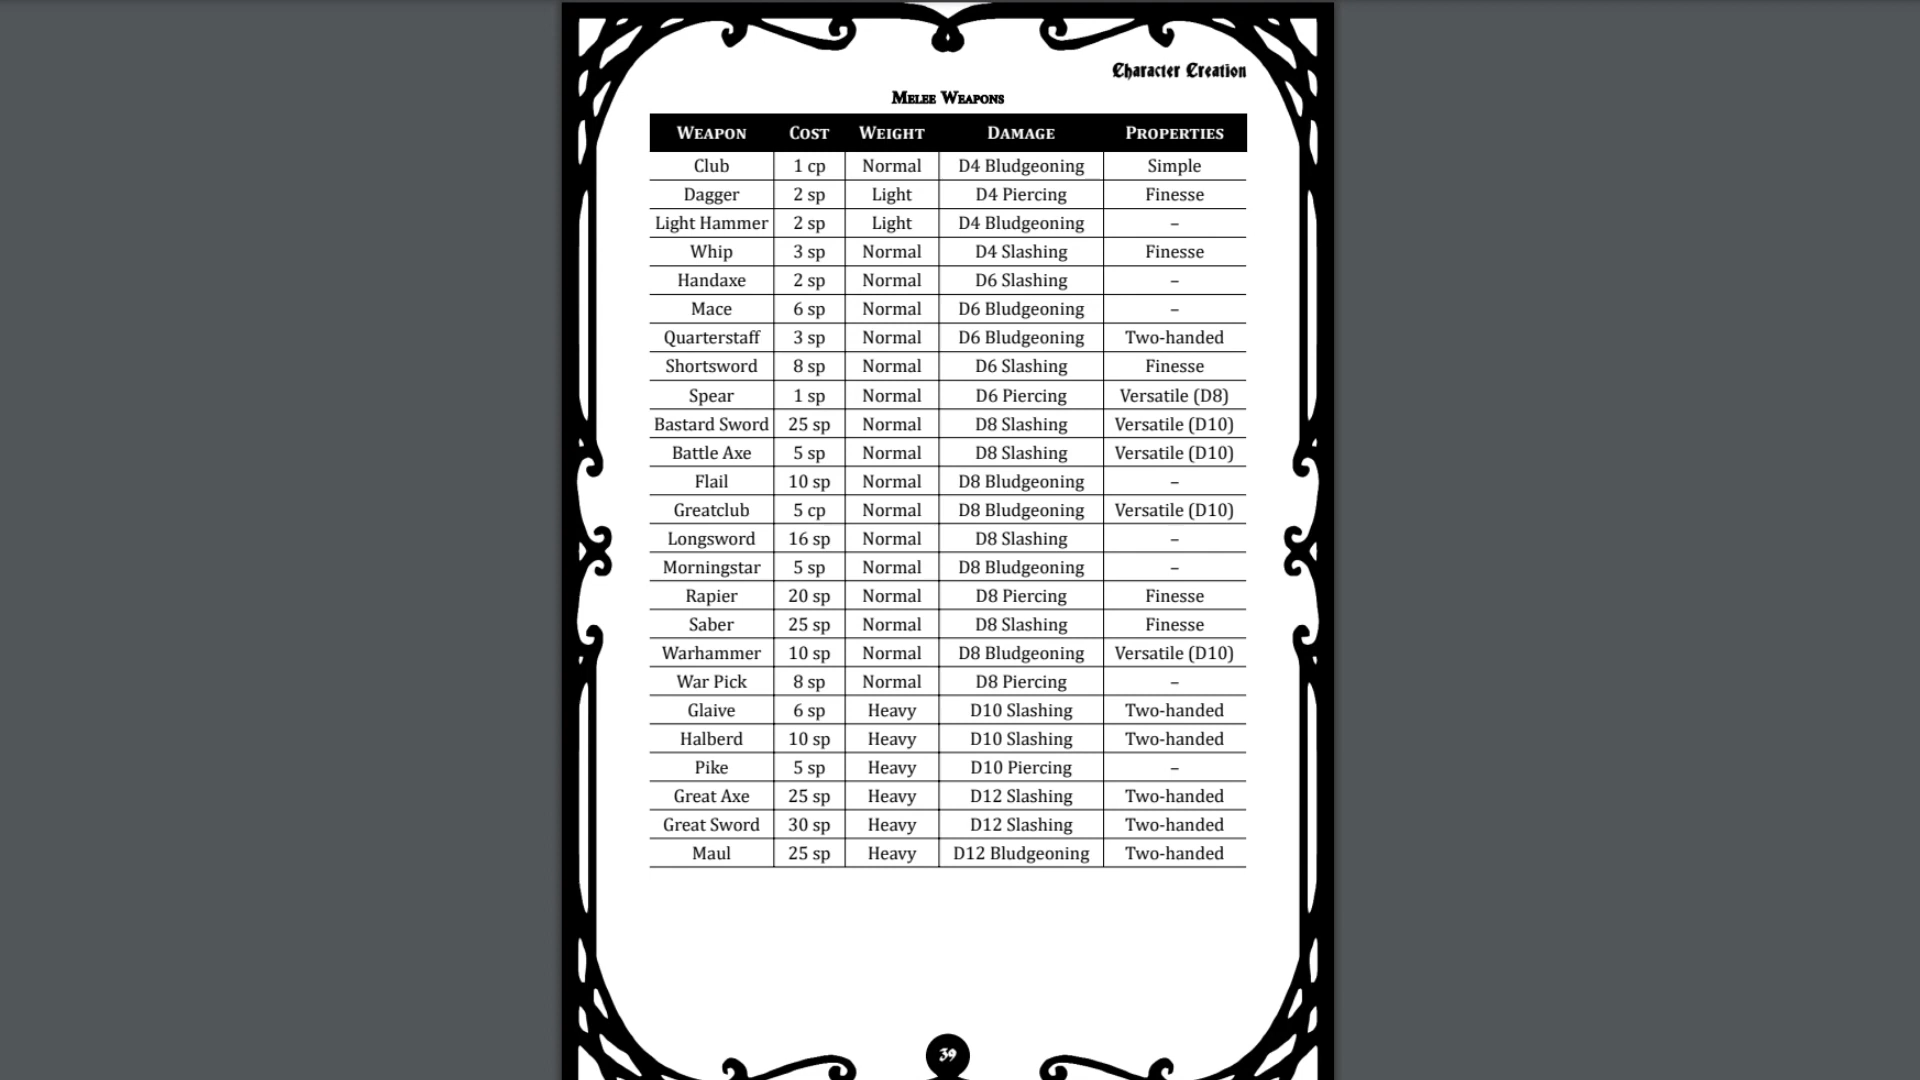 Character Creation
Melee Weapons
Weapon Cost Weight Damage Properties
Club 1 cp Normal D4 Bludgeoning Simple
Dagger 2 sp Light D4 Piercing Finesse
Light Hammer 2 sp Light D4 Bludgeoning –
Whip 3 sp Normal D4 Slashing Finesse
Handaxe 2 sp Normal D6 Slashing –
Mace 6 sp Normal D6 Bludgeoning –
Quarterstaff 3 sp Normal D6 Bludgeoning Two-handed
Shortsword 8 sp Normal D6 Slashing Finesse
Spear 1 sp Normal D6 Piercing Versatile (D8)
Bastard Sword 25 sp Normal D8 Slashing Versatile (D10)
Battle Axe 5 sp Normal D8 Slashing Versatile (D10)
Flail 10 sp Normal D8 Bludgeoning –
Greatclub 5 cp Normal D8 Bludgeoning Versatile (D10)
Longsword 16 sp Normal D8 Slashing –
Morningstar 5 sp Normal D8 Bludgeoning –
Rapier 20 sp Normal D8 Piercing Finesse
Saber 25 sp Normal D8 Slashing Finesse
Warhammer 10 sp Normal D8 Bludgeoning Versatile (D10)
War Pick 8 sp Normal D8 Piercing –
Glaive 6 sp Heavy D10 Slashing Two-handed
Halberd 10 sp Heavy D10 Slashing Two-handed
Pike 5 sp Heavy D10 Piercing –
Great Axe 25 sp Heavy D12 Slashing Two-handed
Great Sword 30 sp Heavy D12 Slashing Two-handed
Maul 25 sp Heavy D12 Bludgeoning Two-handed
39